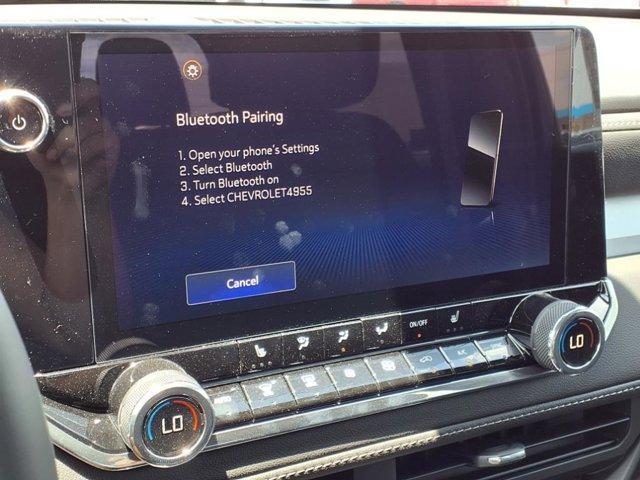 Bluetooth Pairing
1. Open your phone's Settings
2. Select Bluetooth
3. Turn Bluetooth on
4. Select CHEVROLET4955
Cancel
ON/OFF
LO
LO